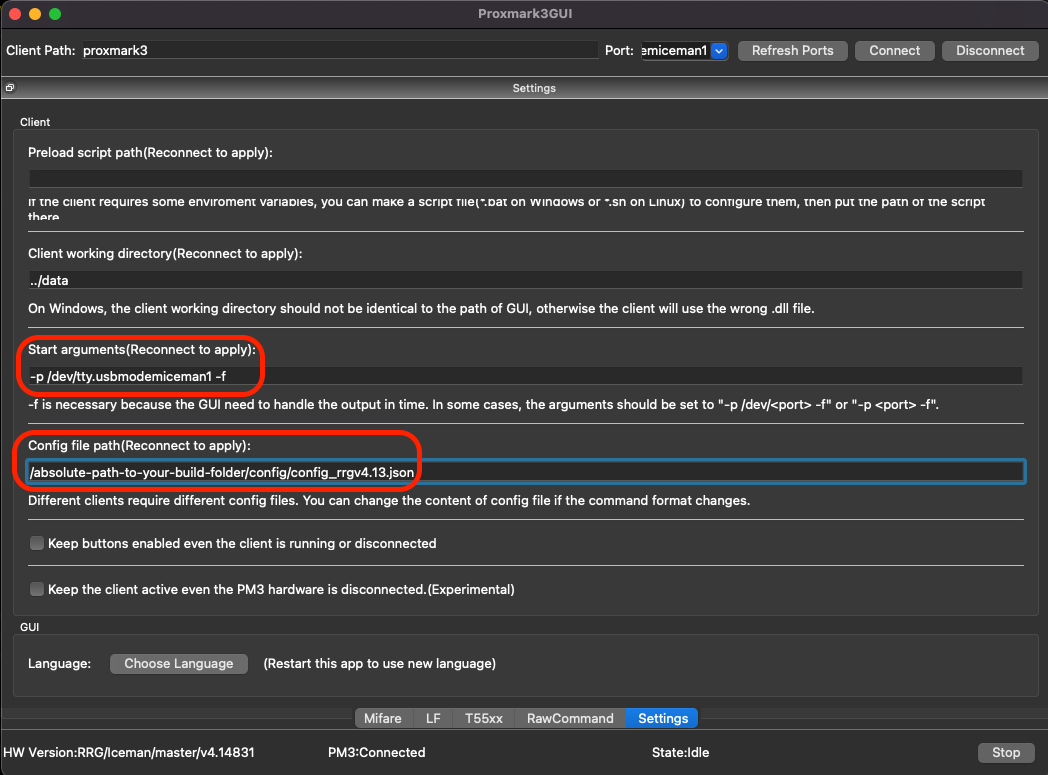 Proxmark3GUI
Client Path: proxmark3 Port: emiceman1 Refresh Ports Connect Disconnect
Settings
Client
Preload script path(Reconnect to apply):
If the client requires some enviroment variables, you can make a script file(*.bat on Windows or *.sh on Linux) to configure them, then put the path of the script
there
Client working directory(Reconnect to apply):
../data
On Windows, the client working directory should not be identical to the path of GUI, otherwise the client will use the wrong .dll file.
Start arguments(Reconnect to apply):
-p /dev/tty.usbmodemiceman1 -f
-f is necessary because the GUI need to handle the output in time. In some cases, the arguments should be set to "-p /dev/<port> -f" or "-p <port> -f".
Config file path(Reconnect to apply):
/absolute-path-to-your-build-folder/config/config_rrgv4.13.json
Different clients require different config files. You can change the content of config file if the command format changes.
Keep buttons enabled even the client is running or disconnected
Keep the client active even the PM3 hardware is disconnected.(Experimental)
GUI
Language: Choose Language (Restart this app to use new language)
Mifare LF T55xx RawCommand Settings
HW Version:RRG/Iceman/master/v4.14831 PM3:Connected State:Idle Stop